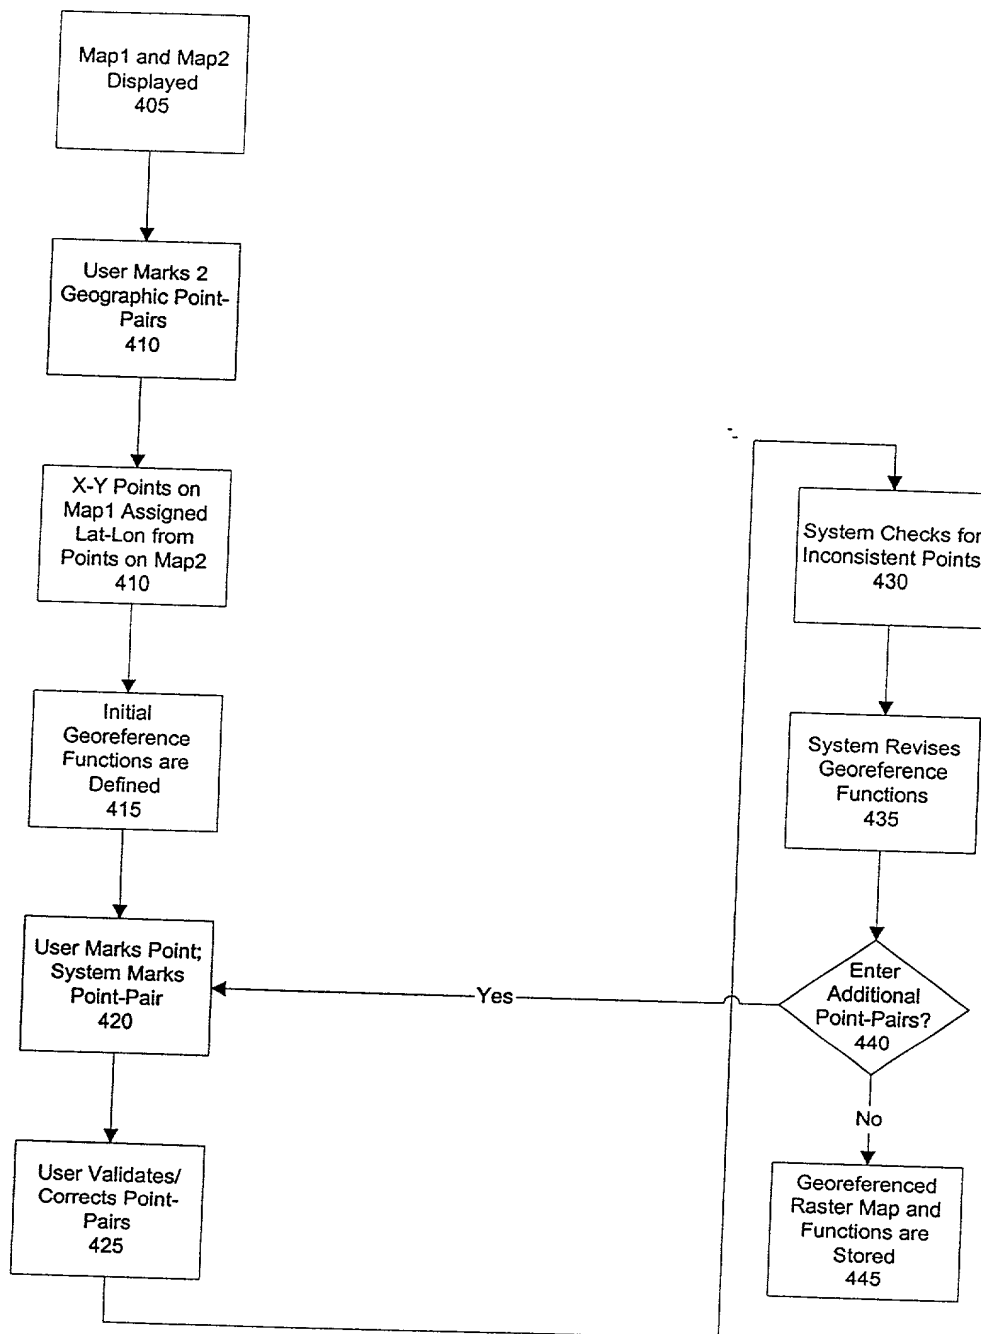 Map1 and Map2
Displayed
405
User Marks 2
Geographic Point-
Pairs
410
X-Y Points on
Map1 Assigned
Lat-Lon from
Points on Map2
410
Initial
Georeference
Functions are
Defined
415
User Marks Point;
System Marks
Point-Pair
420
User Validates/
Corrects Point-
Pairs
425
System Checks for
Inconsistent Points
430
System Revises
Georeference
Functions
435
Enter
Additional
Point-Pairs?
440
Yes
No
Georeferenced
Raster Map and
Functions are
Stored
445